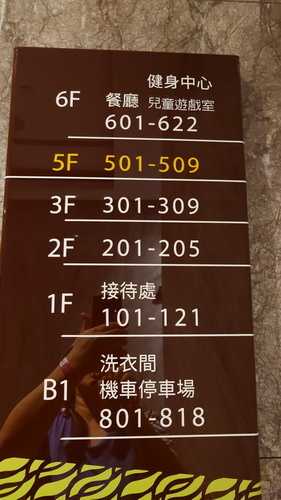 健身中心
6F 餐廳 兒童遊戲室
601-622
5F 501-509
3F 301-309
2F 201-205
接待處
1F 101-121
洗衣間
B1 機車停車場
801-818